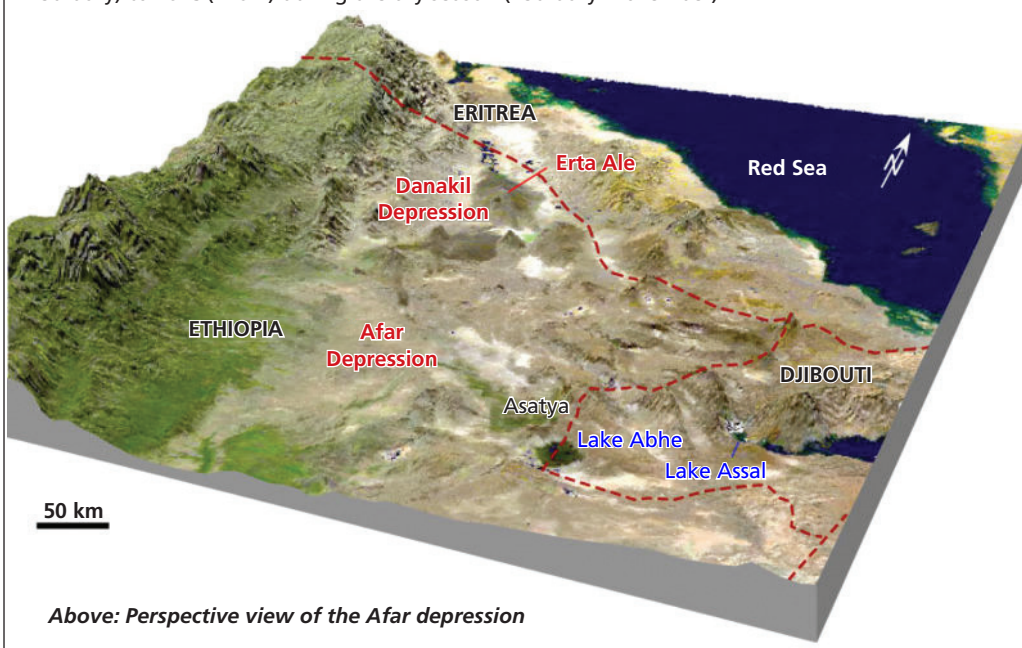 ERITREA
Red Sea
N
Erta Ale
Danakil
Depression
ETHIOPIA
Afar
Depression
DJIBOUTI
Asatya
Lake Abhe
Lake Assal
50 km
Above: Perspective view of the Afar depression